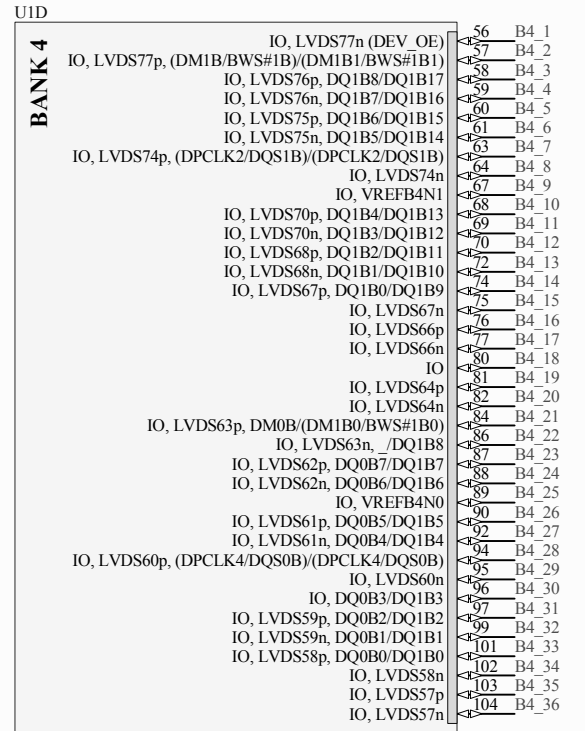 U1D
BANK 4
IO, LVDS77n (DEV_OE) 56 B4_1
IO, LVDS77p, (DM1B/BWS#1B)/(DM1B1/BWS#1B1) 57 B4_2
IO, LVDS76p, DQ1B8/DQ1B17 58 B4_3
IO, LVDS76n, DQ1B7/DQ1B16 59 B4_4
IO, LVDS75p, DQ1B6/DQ1B15 60 B4_5
IO, LVDS75n, DQ1B5/DQ1B14 61 B4_6
IO, LVDS74p, (DPCLK2/DQS1B)/(DPCLK2/DQS1B) 63 B4_7
IO, LVDS74n 64 B4_8
IO, VREFB4N1 67 B4_9
IO, LVDS70p, DQ1B4/DQ1B13 68 B4_10
IO, LVDS70n, DQ1B3/DQ1B12 69 B4_11
IO, LVDS68p, DQ1B2/DQ1B11 70 B4_12
IO, LVDS68n, DQ1B1/DQ1B10 72 B4_13
IO, LVDS67p, DQ1B0/DQ1B9 74 B4_14
IO, LVDS67n 75 B4_15
IO, LVDS66p 76 B4_16
IO, LVDS66n 77 B4_17
IO 80 B4_18
IO, LVDS64p 81 B4_19
IO, LVDS64n 82 B4_20
IO, LVDS63p, DM0B/(DM1B0/BWS#1B0) 84 B4_21
IO, LVDS63n, _/DQ1B8 86 B4_22
IO, LVDS62p, DQ0B7/DQ1B7 87 B4_23
IO, LVDS62n, DQ0B6/DQ1B6 88 B4_24
IO, VREFB4N0 89 B4_25
IO, LVDS61p, DQ0B5/DQ1B5 90 B4_26
IO, LVDS61n, DQ0B4/DQ1B4 92 B4_27
IO, LVDS60p, (DPCLK4/DQS0B)/(DPCLK4/DQS0B) 94 B4_28
IO, LVDS60n 95 B4_29
IO, DQ0B3/DQ1B3 96 B4_30
IO, LVDS59p, DQ0B2/DQ1B2 97 B4_31
IO, LVDS59n, DQ0B1/DQ1B1 99 B4_32
IO, LVDS58p, DQ0B0/DQ1B0 101 B4_33
IO, LVDS58n 102 B4_34
IO, LVDS57p 103 B4_35
IO, LVDS57n 104 B4_36